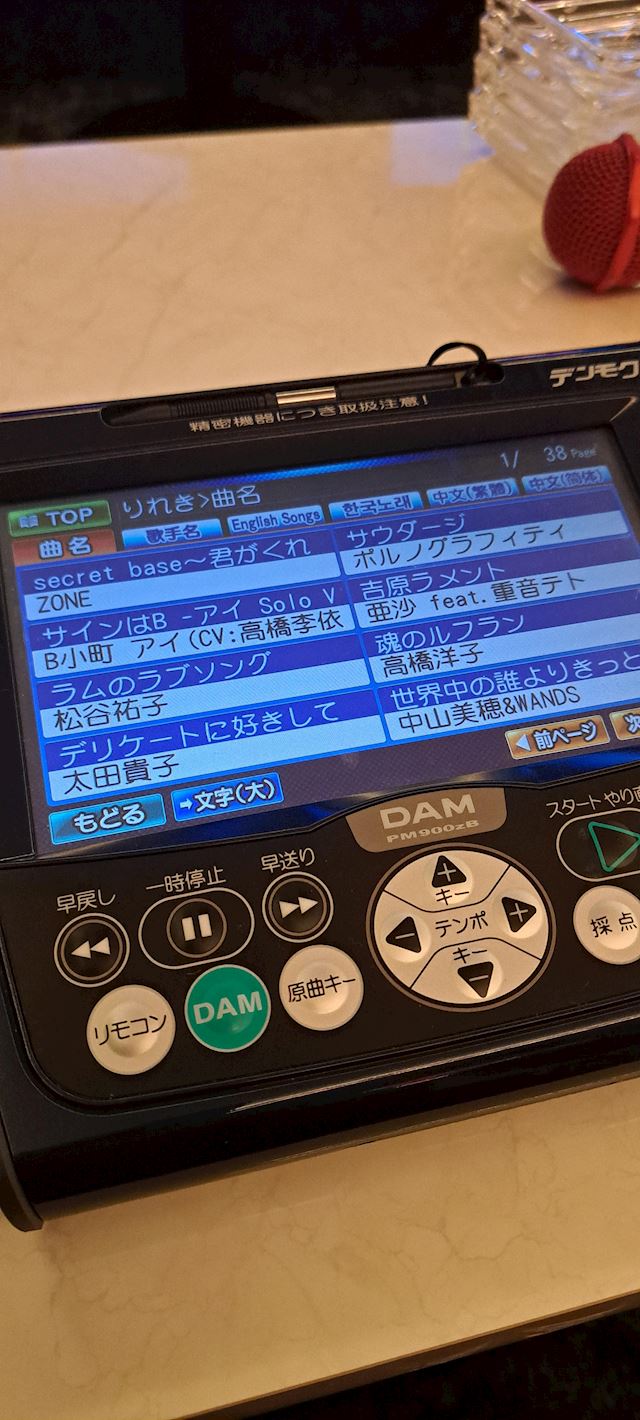 デンモク
精密機器につき取扱注意！
1/ 38 Page
TOP りれき>曲名
曲名 歌手名 English Songs 한국노래 中文(繁體) 中文(简体)
secret base～君がくれ
ZONE
サインはB -アイ Solo V
B小町 アイ(CV:高橋李依
ラムのラブソング
松谷祐子
デリケートに好きして
太田貴子
サウダージ
ポルノグラフィティ
吉原ラメント
亜沙 feat.重音テト
魂のルフラン
高橋洋子
世界中の誰よりきっと
中山美穂&WANDS
前ページ 次
もどる 文字(大)
DAM
PM900zB
早戻し 一時停止 早送り スタートやり直
キー
テンポ
キー
採点
リモコン DAM 原曲キー